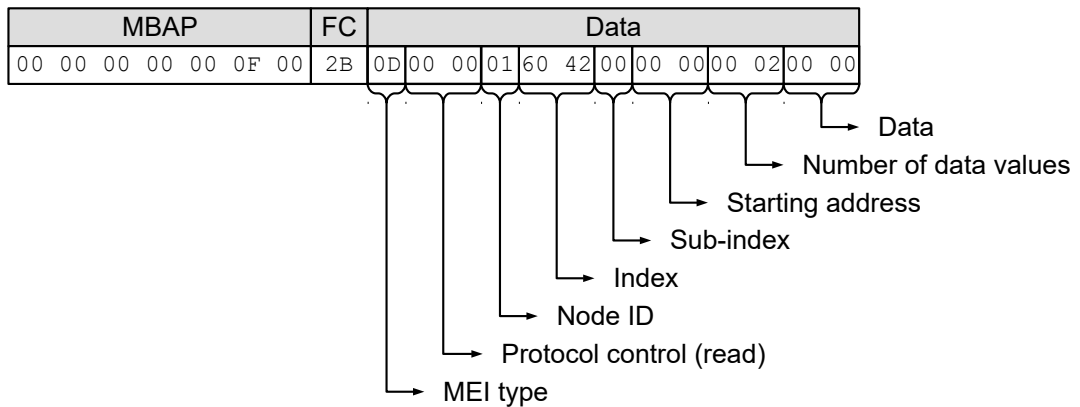 MBAP FC Data
00 00 00 00 00 0F 00 2B 0D 00 00 01 60 42 00 00 00 00 02 00 00
Data
Number of data values
Starting address
Sub-index
Index
Node ID
Protocol control (read)
MEI type